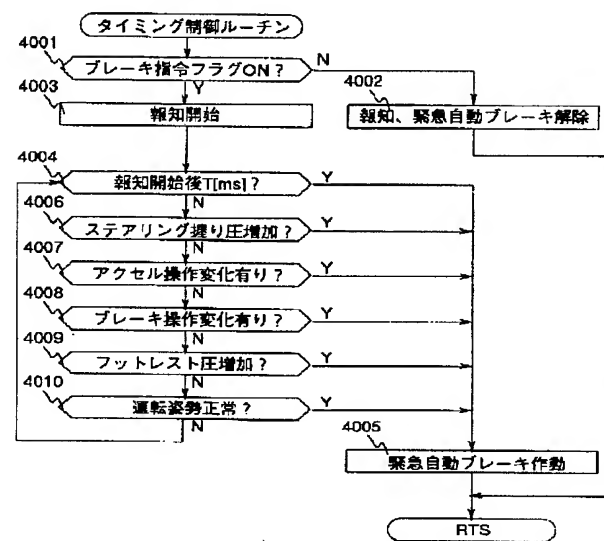 タイミング制御ルーチン
4001
ブレーキ指令フラグON?
N
Y
4002
報知、緊急自動ブレーキ解除
4003
報知開始
4004
報知開始後T[ms]?
Y
N
4006
ステアリング握り圧増加?
Y
N
4007
アクセル操作変化有り?
Y
N
4008
ブレーキ操作変化有り?
Y
N
4009
フットレスト圧増加?
Y
N
4010
運転姿勢正常?
Y
N
4005
緊急自動ブレーキ作動
RTS